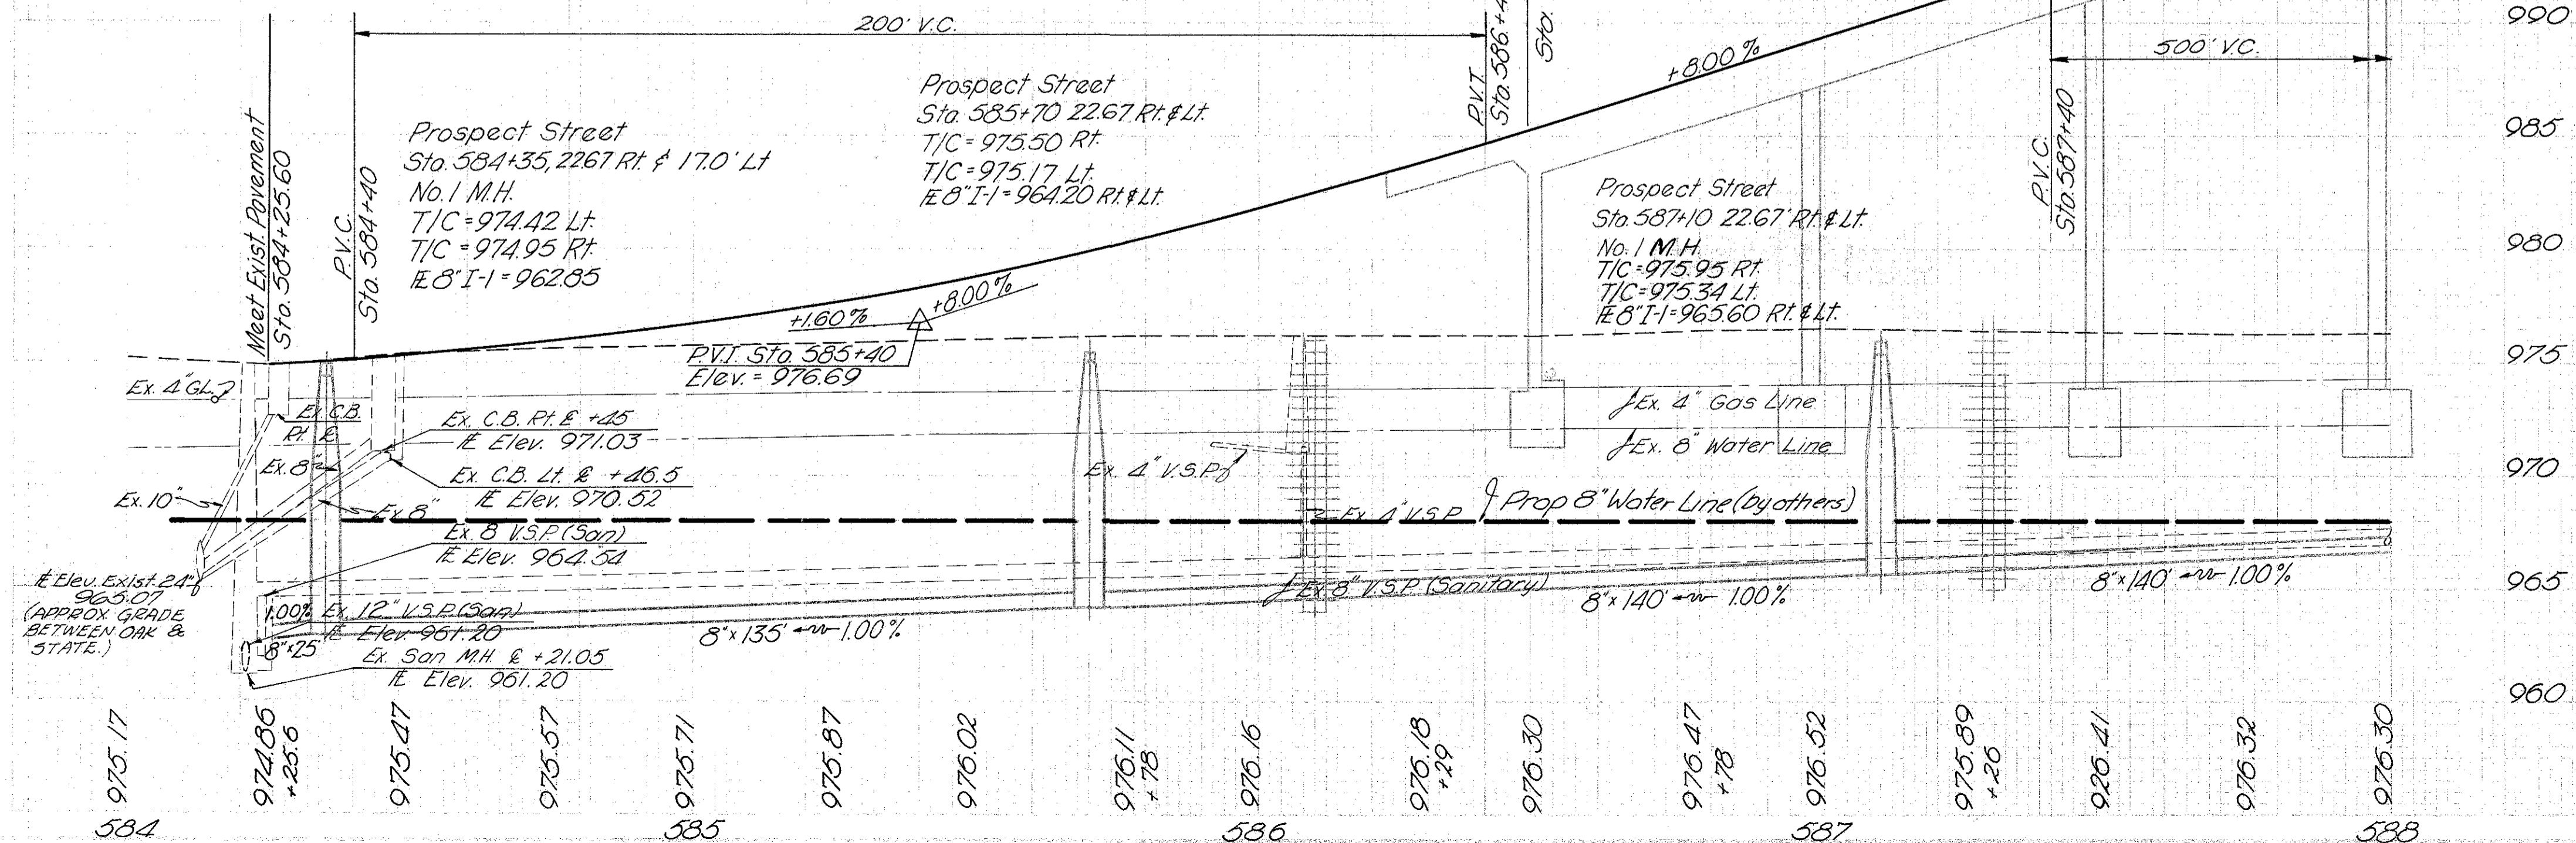 200' V.C.
990
500' V.C.
+8.00%
P.V.T.
Sta. 586+4
Sta.
985
Meet Exist Pavement
Sta. 584+25.60
P.V.C.
Sta. 584+40
Prospect Street
Sta. 584+35, 22.67 Rt. & 17.0' Lt
No. 1 M.H.
T/C = 974.42 Lt.
T/C = 974.95 Rt.
℄ 8" I-1 = 962.85
Prospect Street
Sta. 585+70 22.67 Rt. & Lt.
T/C = 975.50 Rt.
T/C = 975.17 Lt.
℄ 8" I-1 = 964.20 Rt. & Lt.
Prospect Street
Sta. 587+10 22.67' Rt. & Lt.
No. 1 M.H.
T/C = 975.95 Rt.
T/C = 975.34 Lt.
℄ 8" I-1 = 965.60 Rt. & Lt.
P.V.C.
Sta. 587+40
980
+1.60%
+8.00%
P.V.I. Sta. 585+40
Elev. = 976.69
975
Ex. 4" GL
Ex. C.B.
Rt. ℄
Ex. C.B. Rt. ℄ +45
℄ Elev. 971.03
Ex. 4" Gas Line
Ex. 8" Water Line
Ex. 8"
Ex. C.B. Lt. ℄ +46.5
℄ Elev. 970.52
Ex. 4" V.S.P.
970
Ex. 10"
Ex 8"
Ex. 4" V.S.P.
Prop 8" Water Line (by others)
Ex. 8 V.S.P. (San)
℄ Elev. 964.54
℄ Elev. Exist. 24"
965.07
(APPROX. GRADE
BETWEEN OAK &
STATE.)
1.00%
8"x25'
Ex. 12" V.S.P. (San)
℄ Elev. 961.20
Ex. San M.H. ℄ +21.05
℄ Elev. 961.20
8"x135' 1.00%
Ex. 8" V.S.P. (Sanitary)
8"x140' 1.00%
8"x140' 1.00%
965
960
975.17
974.86
+25.6
975.47
975.57
975.71
975.87
976.02
976.11
+78
976.16
976.18
+29
976.30
976.47
+78
976.52
975.89
+26
926.41
976.32
976.30
584
585
586
587
588